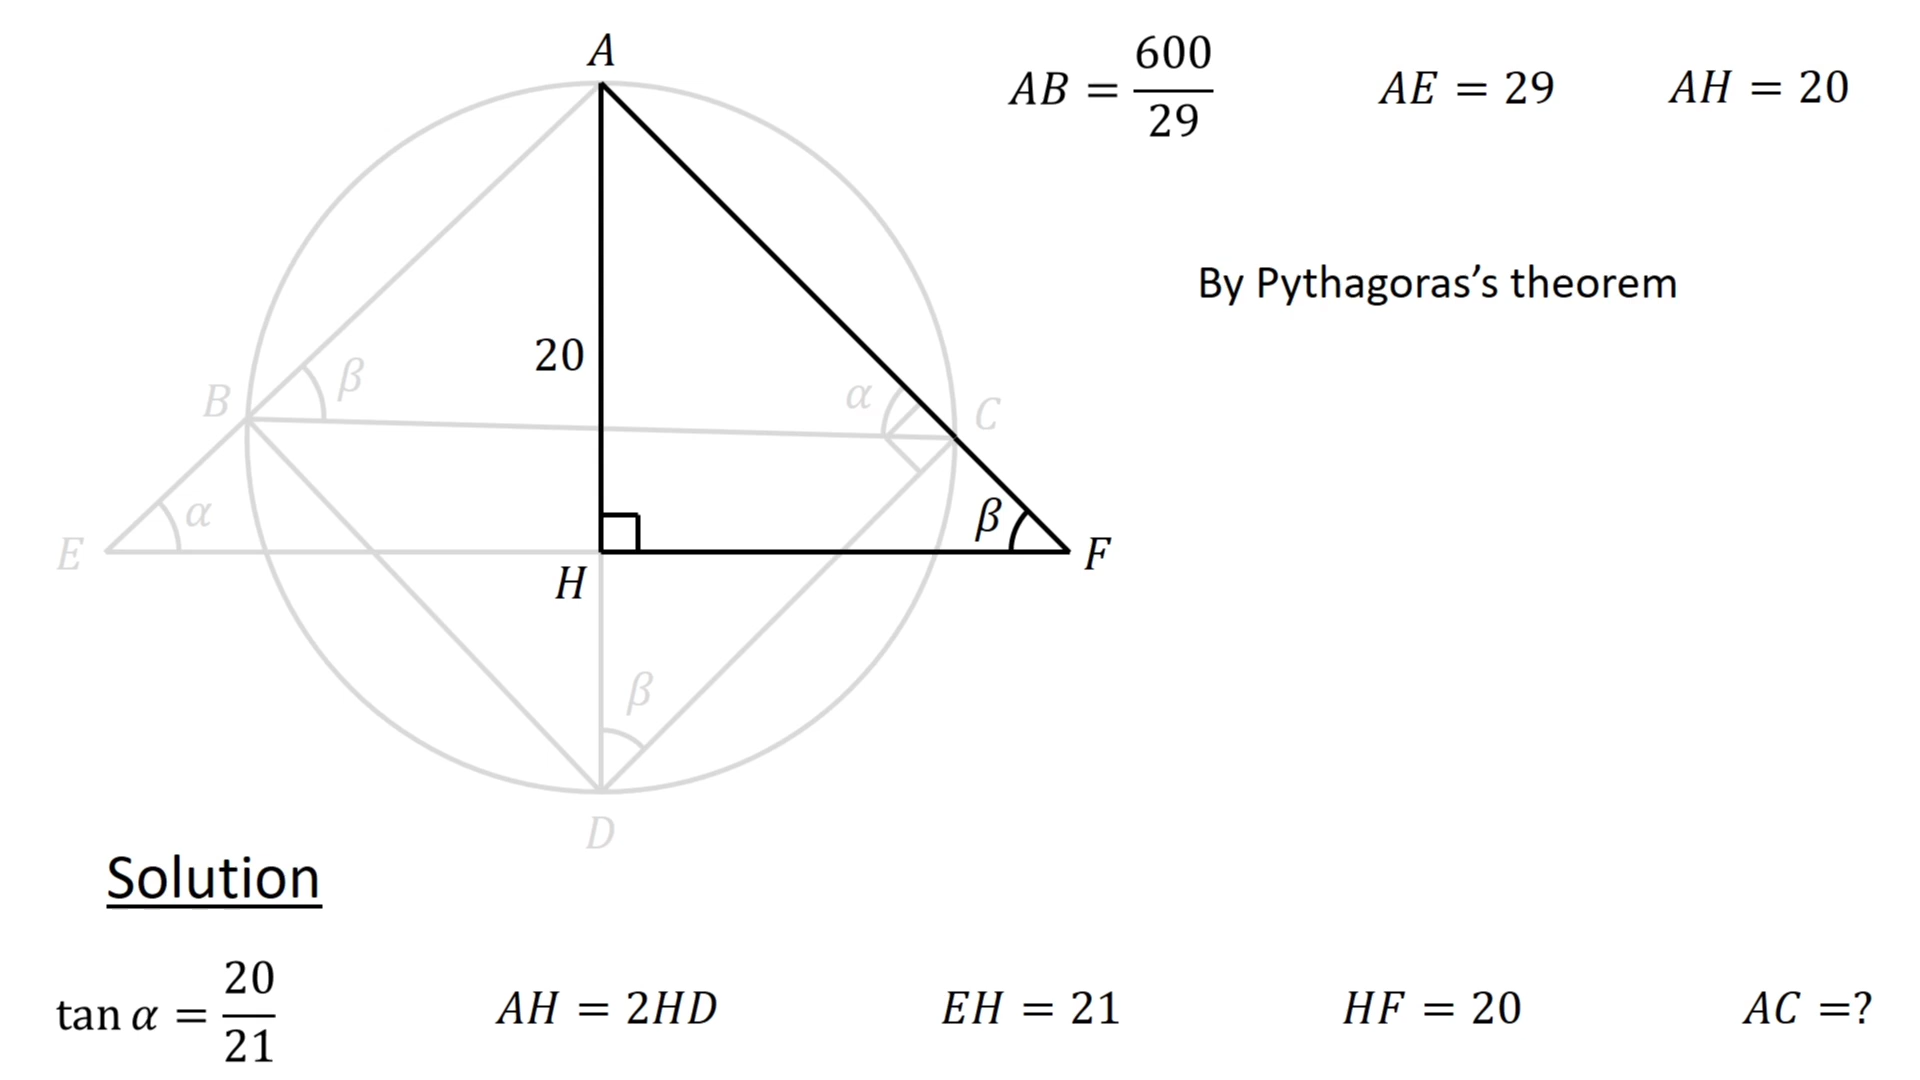 A
AB = 600/29
AE = 29
AH = 20
By Pythagoras’s theorem
20
β
B
α
C
α
β
E
F
H
β
D
Solution
tan α = 20/21
AH = 2HD
EH = 21
HF = 20
AC =?